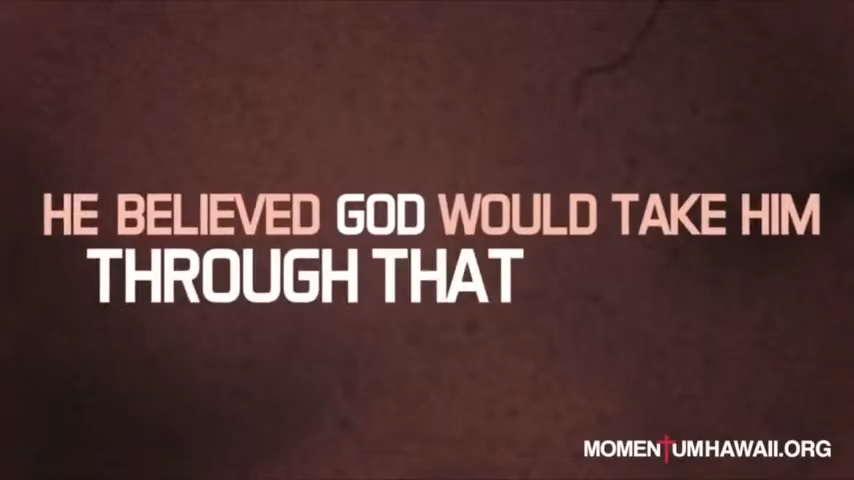 HE BELIEVED GOD WOULD TAKE HIM
THROUGH THAT
MOMENTUMHAWAII.ORG